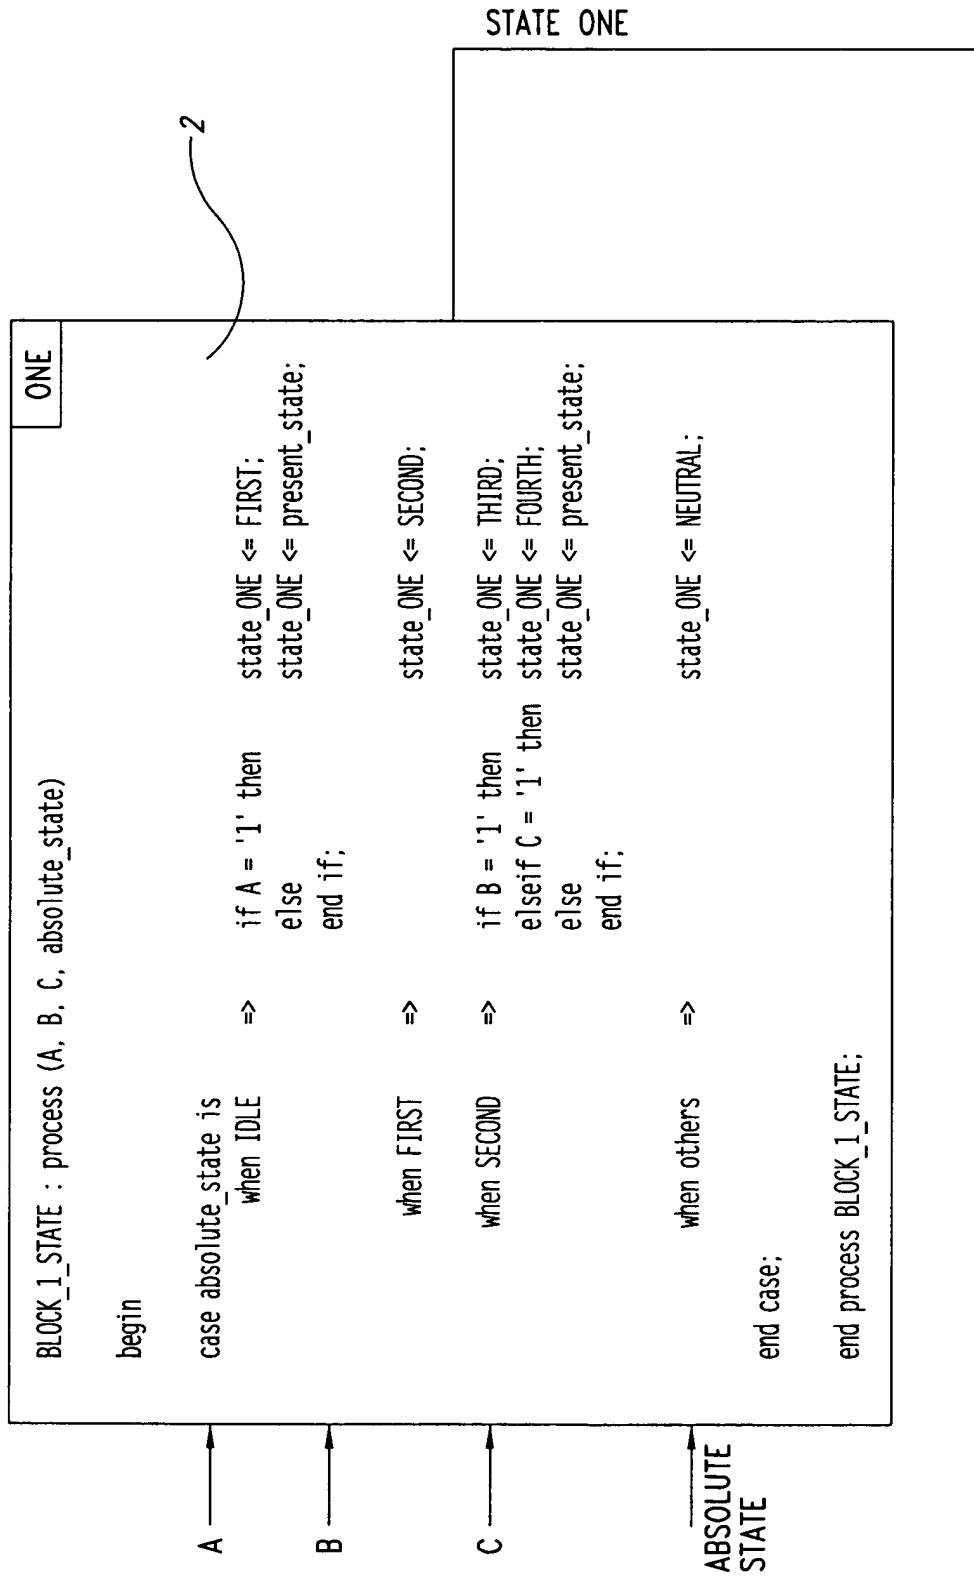 ONE
BLOCK_1_STATE : process (A, B, C, absolute_state)
begin
case absolute_state is
when IDLE => if A = '1' then state_ONE <= FIRST;
else state_ONE <= present_state;
end if;
when FIRST => state_ONE <= SECOND;
when SECOND => if B = '1' then state_ONE <= THIRD;
elseif C = '1' then state_ONE <= FOURTH;
else state_ONE <= present_state;
end if;
when others => state_ONE <= NEUTRAL;
end case;
end process BLOCK_1_STATE;
A
B
C
ABSOLUTE
STATE
2
STATE ONE